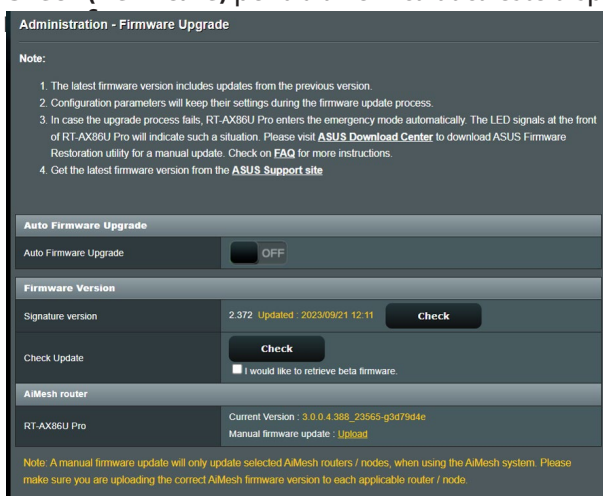 Administration - Firmware Upgrade
Note:
1. The latest firmware version includes updates from the previous version.
2. Configuration parameters will keep their settings during the firmware update process.
3. In case the upgrade process fails, RT-AX86U Pro enters the emergency mode automatically. The LED signals at the front
of RT-AX86U Pro will indicate such a situation. Please visit ASUS Download Center to download ASUS Firmware
Restoration utility for a manual update. Check on FAQ for more instructions.
4. Get the latest firmware version from the ASUS Support site
Auto Firmware Upgrade
Auto Firmware Upgrade OFF
Firmware Version
Signature version 2.372 Updated : 2023/09/21 12:11 Check
Check Update Check
I would like to retrieve beta firmware.
AiMesh router
RT-AX86U Pro Current Version : 3.0.0.4.388_23565-g3d79d4e
Manual firmware update : Upload
Note: A manual firmware update will only update selected AiMesh routers / nodes, when using the AiMesh system. Please
make sure you are uploading the correct AiMesh firmware version to each applicable router / node.